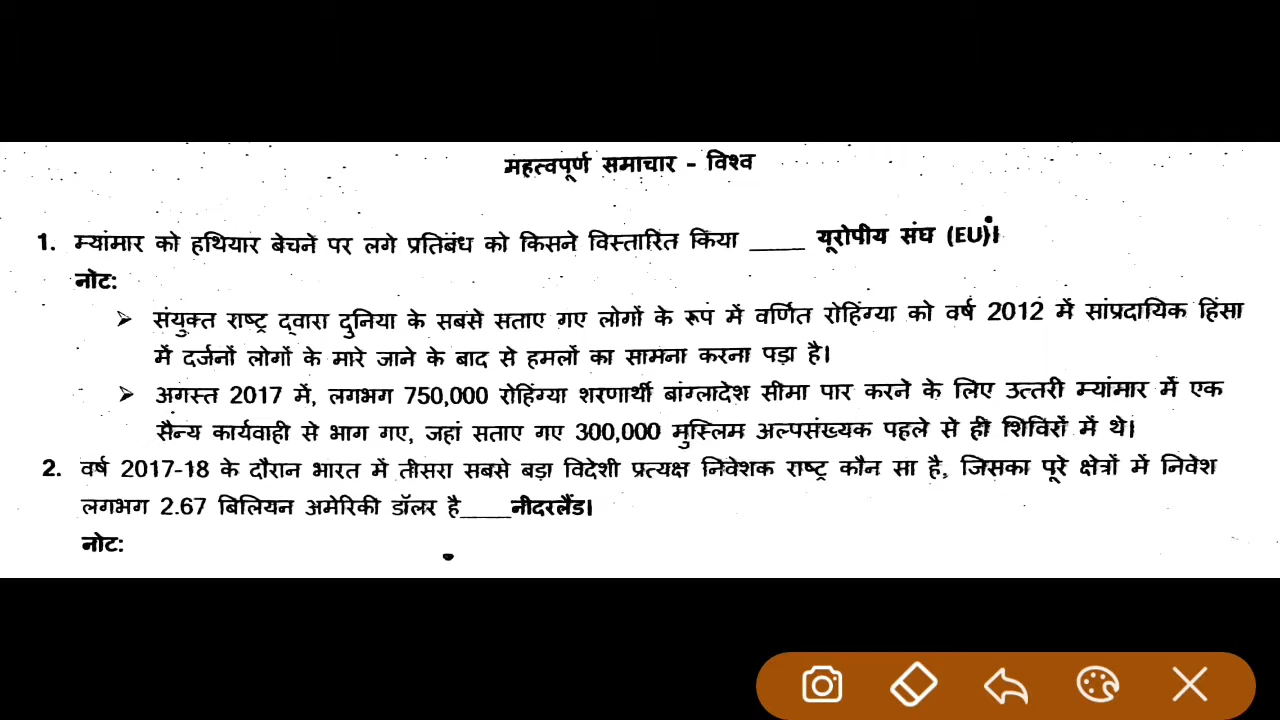 महत्वपूर्ण समाचार - विश्व
1. म्यांमार को हथियार बेचने पर लगे प्रतिबंध को किसने विस्तारित किया ____ यूरोपीय संघ (EU)।
नोट:
➢ संयुक्त राष्ट्र द्वारा दुनिया के सबसे सताए गए लोगों के रूप में वर्णित रोहिंग्या को वर्ष 2012 में सांप्रदायिक हिंसा
में दर्जनों लोगों के मारे जाने के बाद से हमलों का सामना करना पड़ा है।
➢ अगस्त 2017 में, लगभग 750,000 रोहिंग्या शरणार्थी बांग्लादेश सीमा पार करने के लिए उत्तरी म्यांमार में एक
सैन्य कार्यवाही से भाग गए, जहां सताए गए 300,000 मुस्लिम अल्पसंख्यक पहले से ही शिविरों में थे।
2. वर्ष 2017-18 के दौरान भारत में तीसरा सबसे बड़ा विदेशी प्रत्यक्ष निवेशक राष्ट्र कौन सा है, जिसका पूरे क्षेत्रों में निवेश
लगभग 2.67 बिलियन अमेरिकी डॉलर है____नीदरलैंड।
नोट: